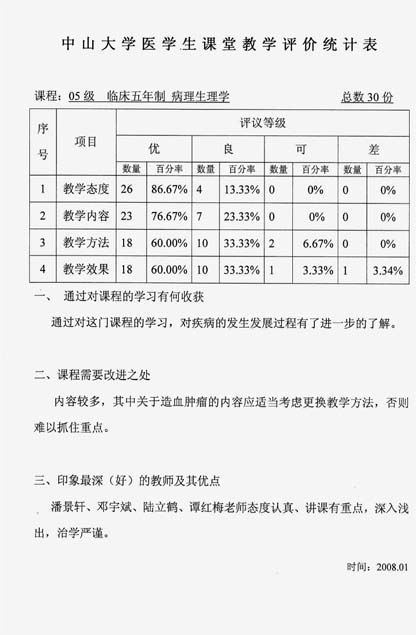 中山大学医学生课堂教学评价统计表
课程: 05级 临床五年制 病理生理学 总数30份
序号 项目 评议等级
优 良 可 差
数量 百分率 数量 百分率 数量 百分率 数量 百分率
1 教学态度 26 86.67% 4 13.33% 0 0% 0 0%
2 教学内容 23 76.67% 7 23.33% 0 0% 0 0%
3 教学方法 18 60.00% 10 33.33% 2 6.67% 0 0%
4 教学效果 18 60.00% 10 33.33% 1 3.33% 1 3.34%
一、 通过对课程的学习有何收获
通过对这门课程的学习，对疾病的发生发展过程有了进一步的了解。
二、课程需要改进之处
内容较多，其中关于造血肿瘤的内容应适当考虑更换教学方法，否则
难以抓住重点。
三、印象最深（好）的教师及其优点
潘景轩、邓宇斌、陆立鹤、谭红梅老师态度认真、讲课有重点，深入浅
出，治学严谨。
时间：2008.01